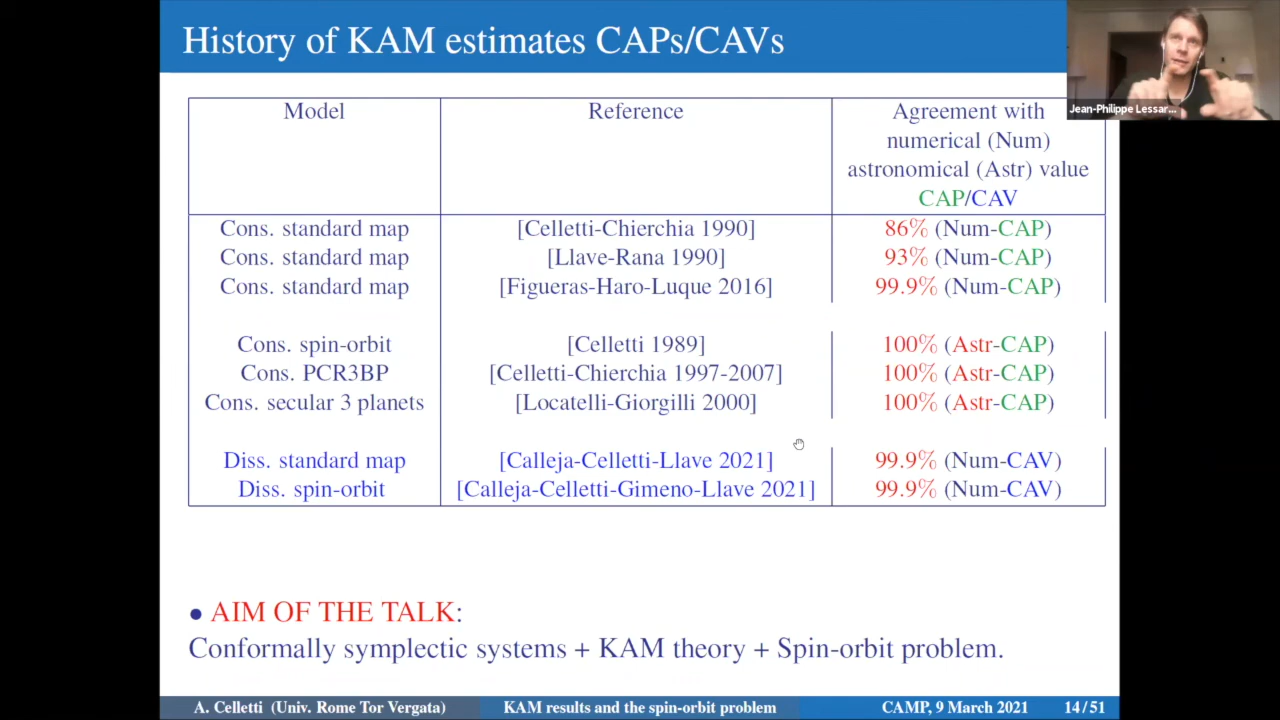 History of KAM estimates CAPs/CAVs
Jean-Philippe Lessar...
Model Reference Agreement with
numerical (Num)
astronomical (Astr) value
CAP/CAV
Cons. standard map [Celletti-Chierchia 1990] 86% (Num-CAP)
Cons. standard map [Llave-Rana 1990] 93% (Num-CAP)
Cons. standard map [Figueras-Haro-Luque 2016] 99.9% (Num-CAP)
Cons. spin-orbit [Celletti 1989] 100% (Astr-CAP)
Cons. PCR3BP [Celletti-Chierchia 1997-2007] 100% (Astr-CAP)
Cons. secular 3 planets [Locatelli-Giorgilli 2000] 100% (Astr-CAP)
Diss. standard map [Calleja-Celletti-Llave 2021] 99.9% (Num-CAV)
Diss. spin-orbit [Calleja-Celletti-Gimeno-Llave 2021] 99.9% (Num-CAV)
• AIM OF THE TALK:
Conformally symplectic systems + KAM theory + Spin-orbit problem.
A. Celletti (Univ. Rome Tor Vergata) KAM results and the spin-orbit problem CAMP, 9 March 2021 14 / 51